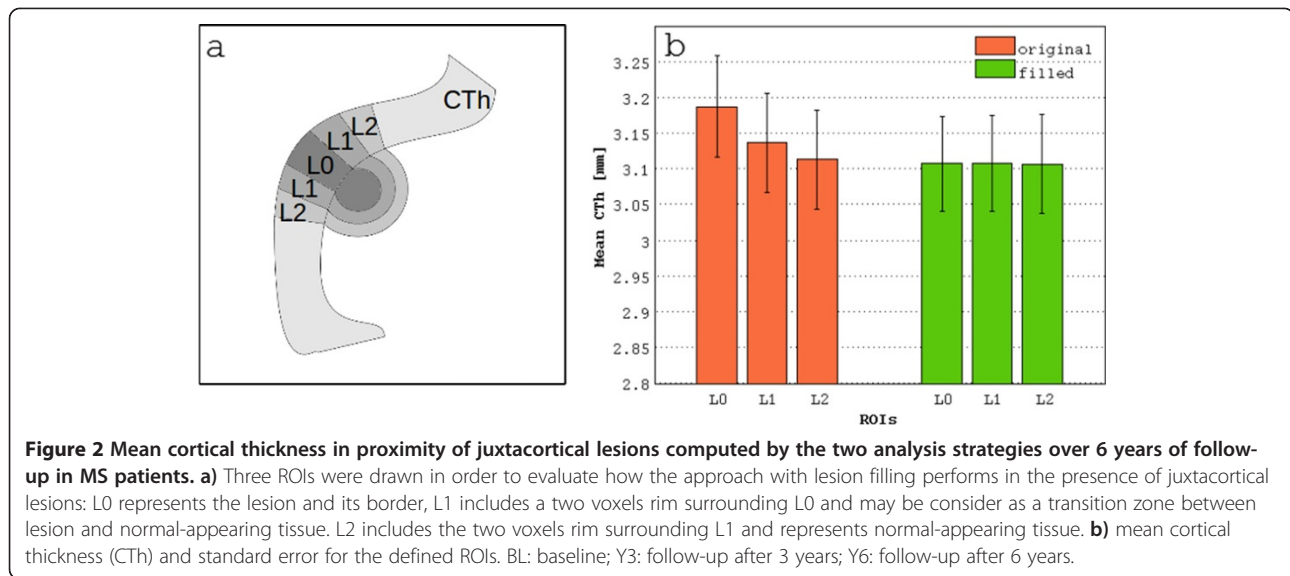 a
CTh
L2
L1
L0
L1
L2
b
original
filled
3.25
3.2
3.15
3.1
3.05
3
2.95
2.9
2.85
2.8
Mean CTh [mm]
L0 L1 L2 L0 L1 L2
ROIs
Figure 2 Mean cortical thickness in proximity of juxtacortical lesions computed by the two analysis strategies over 6 years of follow-
up in MS patients. a) Three ROIs were drawn in order to evaluate how the approach with lesion filling performs in the presence of juxtacortical
lesions: L0 represents the lesion and its border, L1 includes a two voxels rim surrounding L0 and may be consider as a transition zone between
lesion and normal-appearing tissue. L2 includes the two voxels rim surrounding L1 and represents normal-appearing tissue. b) mean cortical
thickness (CTh) and standard error for the defined ROIs. BL: baseline; Y3: follow-up after 3 years; Y6: follow-up after 6 years.